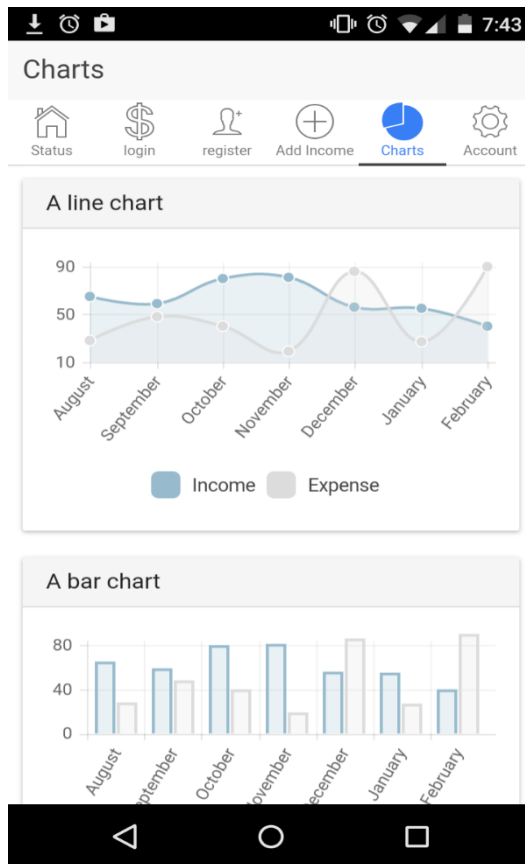 7:43
Charts
Status login register Add Income Charts Account
A line chart
90
50
10
August September October November December January February
Income Expense
A bar chart
80
40
0
August January February October